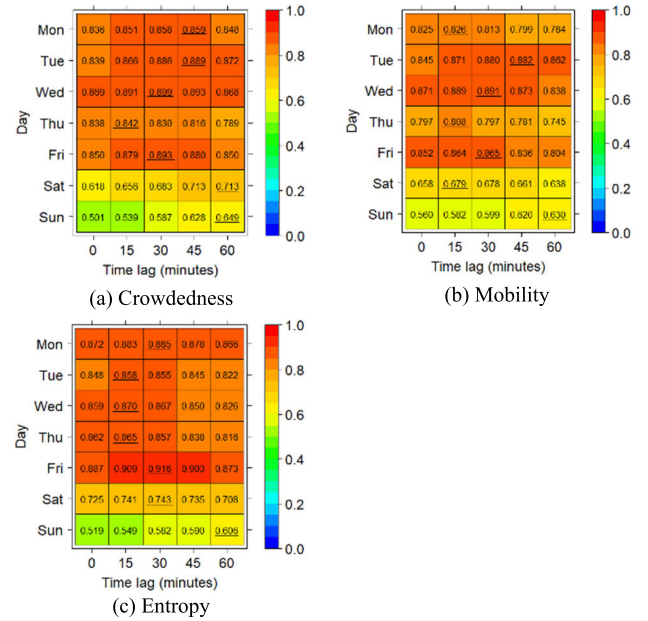 Mon 0.836 0.851 0.858 0.859 0.848
Tue 0.839 0.866 0.886 0.889 0.872
Wed 0.869 0.891 0.899 0.893 0.868
Thu 0.838 0.842 0.830 0.816 0.789
Fri 0.850 0.879 0.893 0.880 0.850
Sat 0.618 0.656 0.683 0.713 0.713
Sun 0.501 0.539 0.587 0.628 0.649
Day
0 15 30 45 60
Time lag (minutes)
1.0
0.8
0.6
0.4
0.2
0.0
(a) Crowdedness
Mon 0.825 0.826 0.813 0.799 0.784
Tue 0.845 0.871 0.880 0.882 0.862
Wed 0.871 0.889 0.891 0.873 0.838
Thu 0.797 0.808 0.797 0.781 0.745
Fri 0.852 0.864 0.865 0.836 0.804
Sat 0.658 0.679 0.678 0.661 0.638
Sun 0.560 0.582 0.599 0.620 0.630
Day
0 15 30 45 60
Time lag (minutes)
1.0
0.8
0.6
0.4
0.2
0.0
(b) Mobility
Mon 0.872 0.883 0.885 0.878 0.866
Tue 0.848 0.858 0.855 0.845 0.822
Wed 0.859 0.870 0.867 0.850 0.826
Thu 0.862 0.865 0.857 0.838 0.816
Fri 0.887 0.909 0.916 0.903 0.873
Sat 0.725 0.741 0.743 0.735 0.708
Sun 0.519 0.549 0.582 0.590 0.606
Day
0 15 30 45 60
Time lag (minutes)
1.0
0.8
0.6
0.4
0.2
0.0
(c) Entropy